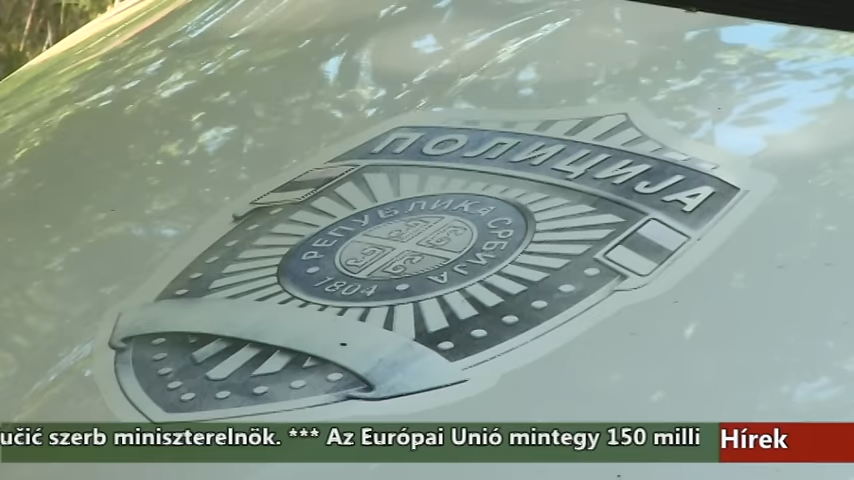 ПОЛИЦИЈА
РЕПУБЛИКА СРБИЈА
1804
učić szerb miniszterelnök. *** Az Európai Unió mintegy 150 milli
Hírek